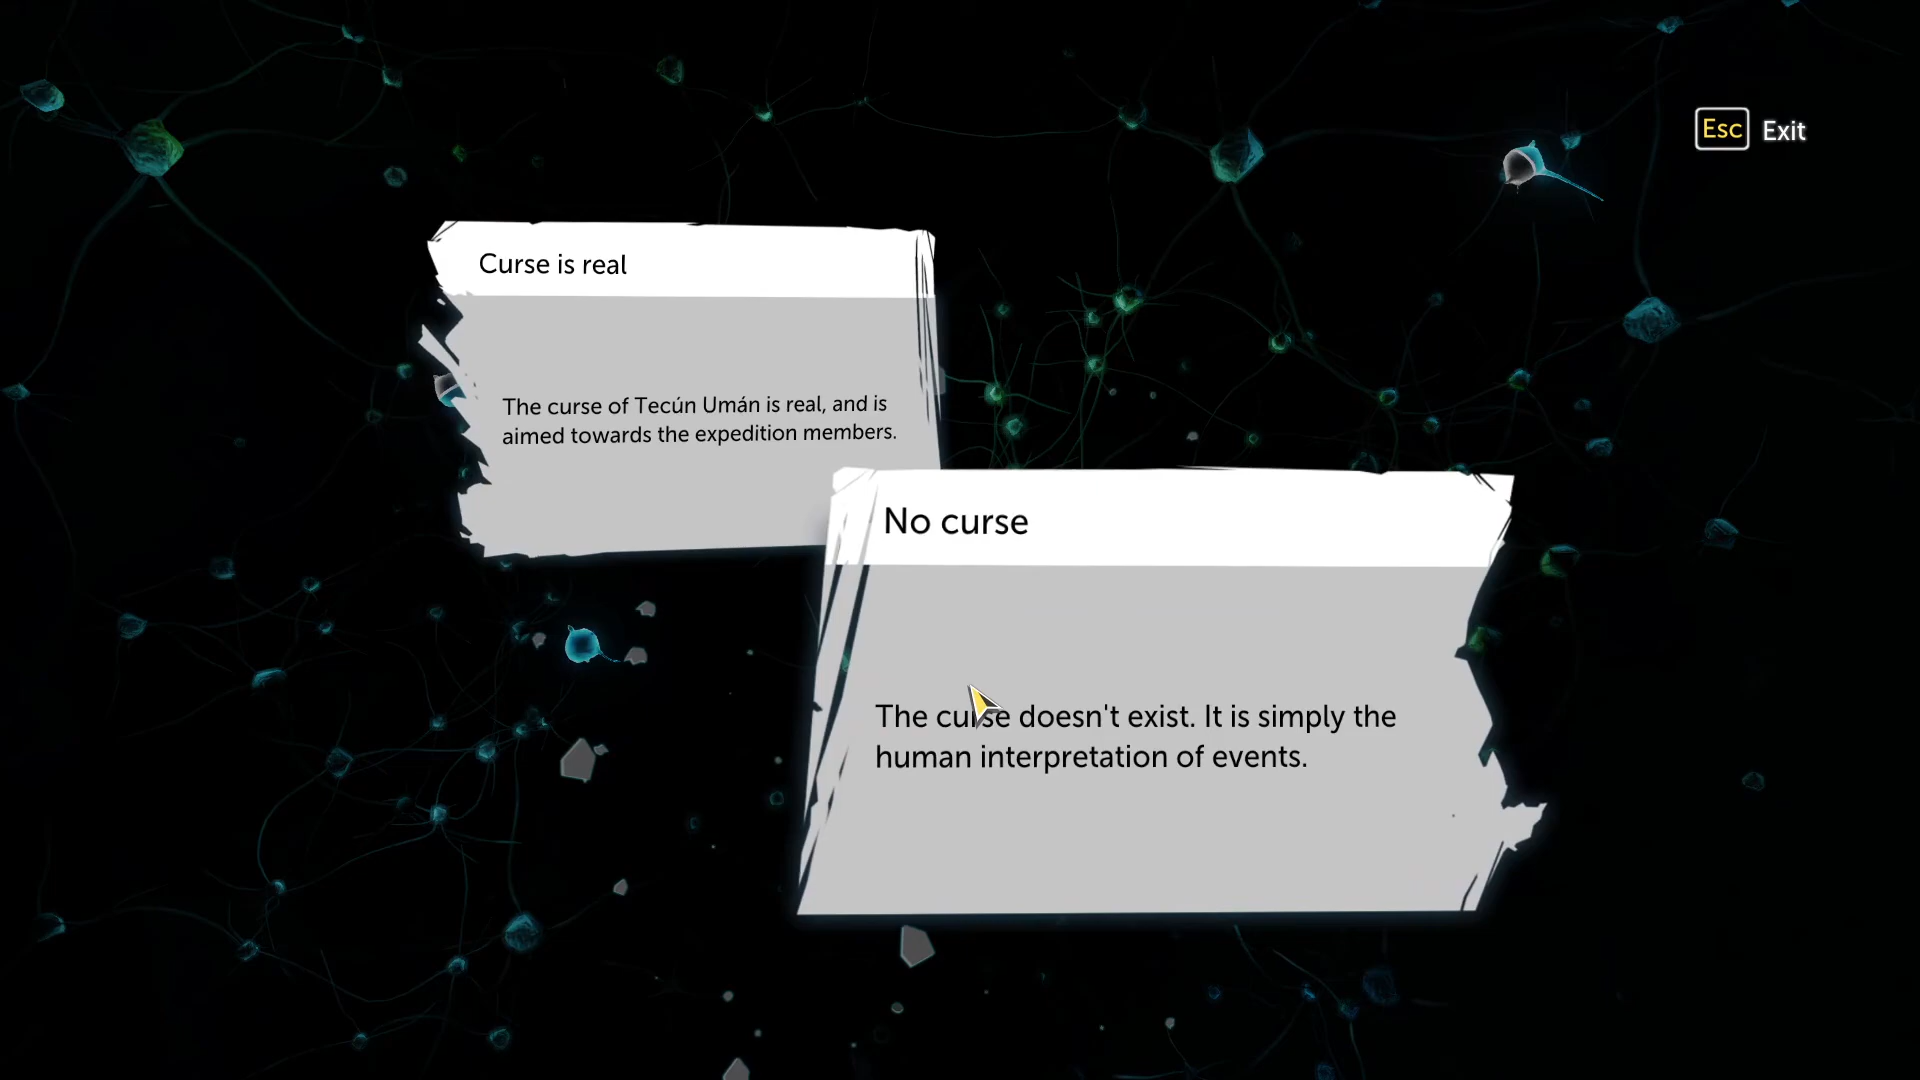 Esc Exit
Curse is real
The curse of Tecún Umán is real, and is
aimed towards the expedition members.
No curse
The curse doesn't exist. It is simply the
human interpretation of events.